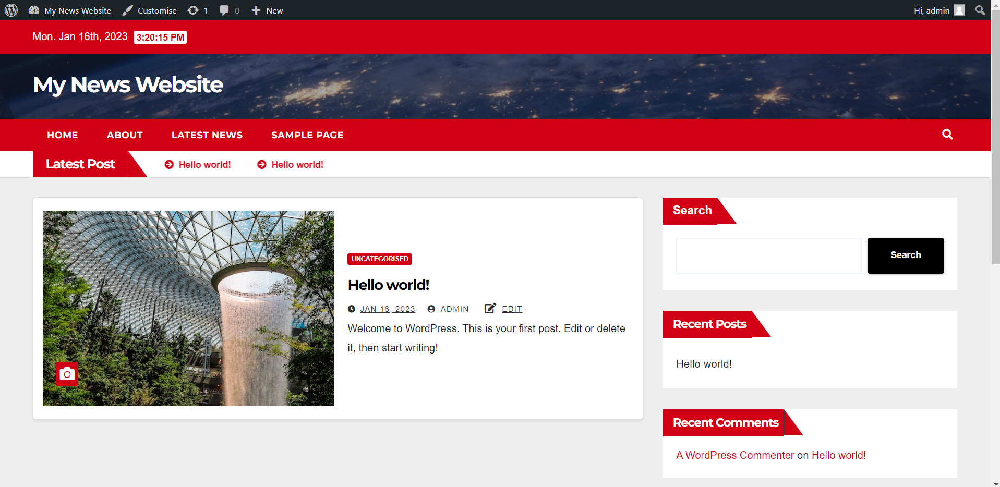 My News Website Customise 1 0 New Hi, admin
Mon. Jan 16th, 2023 3:20:15 PM
My News Website
HOME ABOUT LATEST NEWS SAMPLE PAGE
Latest Post Hello world! Hello world!
UNCATEGORISED
Hello world!
JAN 16, 2023 ADMIN EDIT
Welcome to WordPress. This is your first post. Edit or delete
it, then start writing!
Search
Search
Recent Posts
Hello world!
Recent Comments
A WordPress Commenter on Hello world!